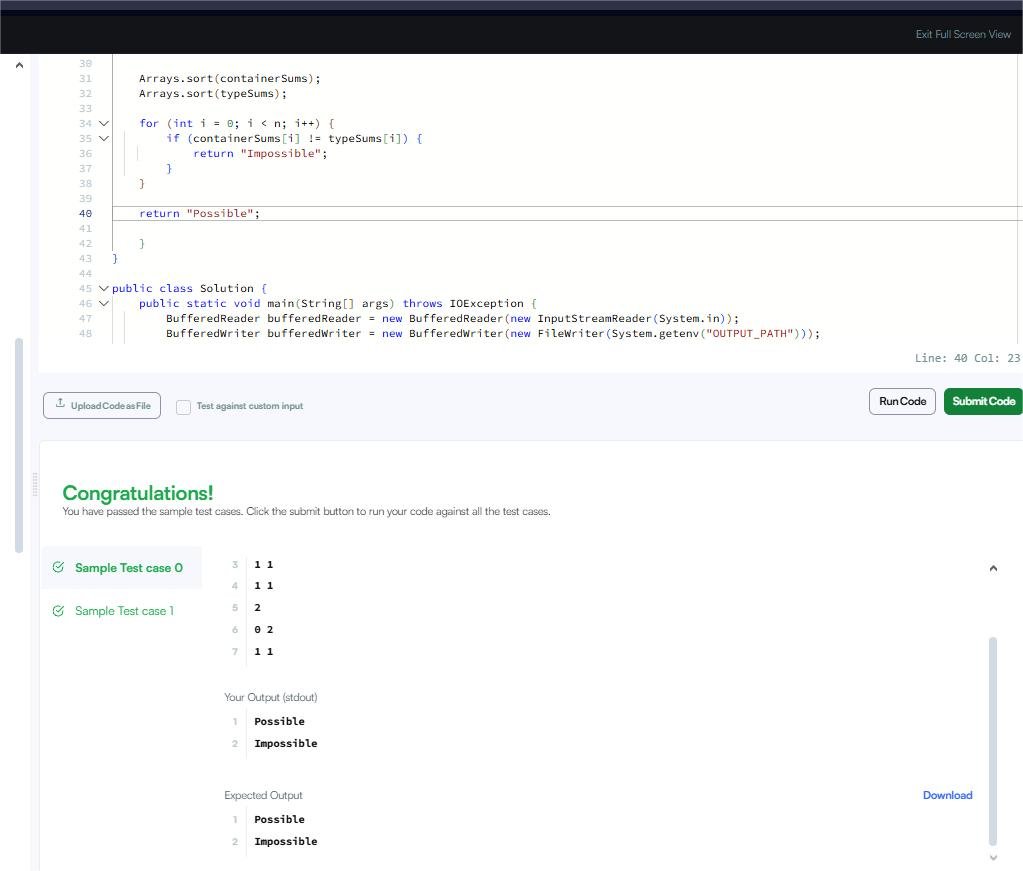 Exit Full Screen View
30
31 Arrays.sort(containerSums);
32 Arrays.sort(typeSums);
33
34 for (int i = 0; i < n; i++) {
35 if (containerSums[i] != typeSums[i]) {
36 return "Impossible";
37 }
38 }
39
40 return "Possible";
41
42 }
43 }
44
45 public class Solution {
46 public static void main(String[] args) throws IOException {
47 BufferedReader bufferedReader = new BufferedReader(new InputStreamReader(System.in));
48 BufferedWriter bufferedWriter = new BufferedWriter(new FileWriter(System.getenv("OUTPUT_PATH")));
Line: 40 Col: 23
Upload Code as File
Test against custom input
Run Code
Submit Code
Congratulations!
You have passed the sample test cases. Click the submit button to run your code against all the test cases.
Sample Test case 0
Sample Test case 1
3 1 1
4 1 1
5 2
6 0 2
7 1 1
Your Output (stdout)
1 Possible
2 Impossible
Expected Output
Download
1 Possible
2 Impossible